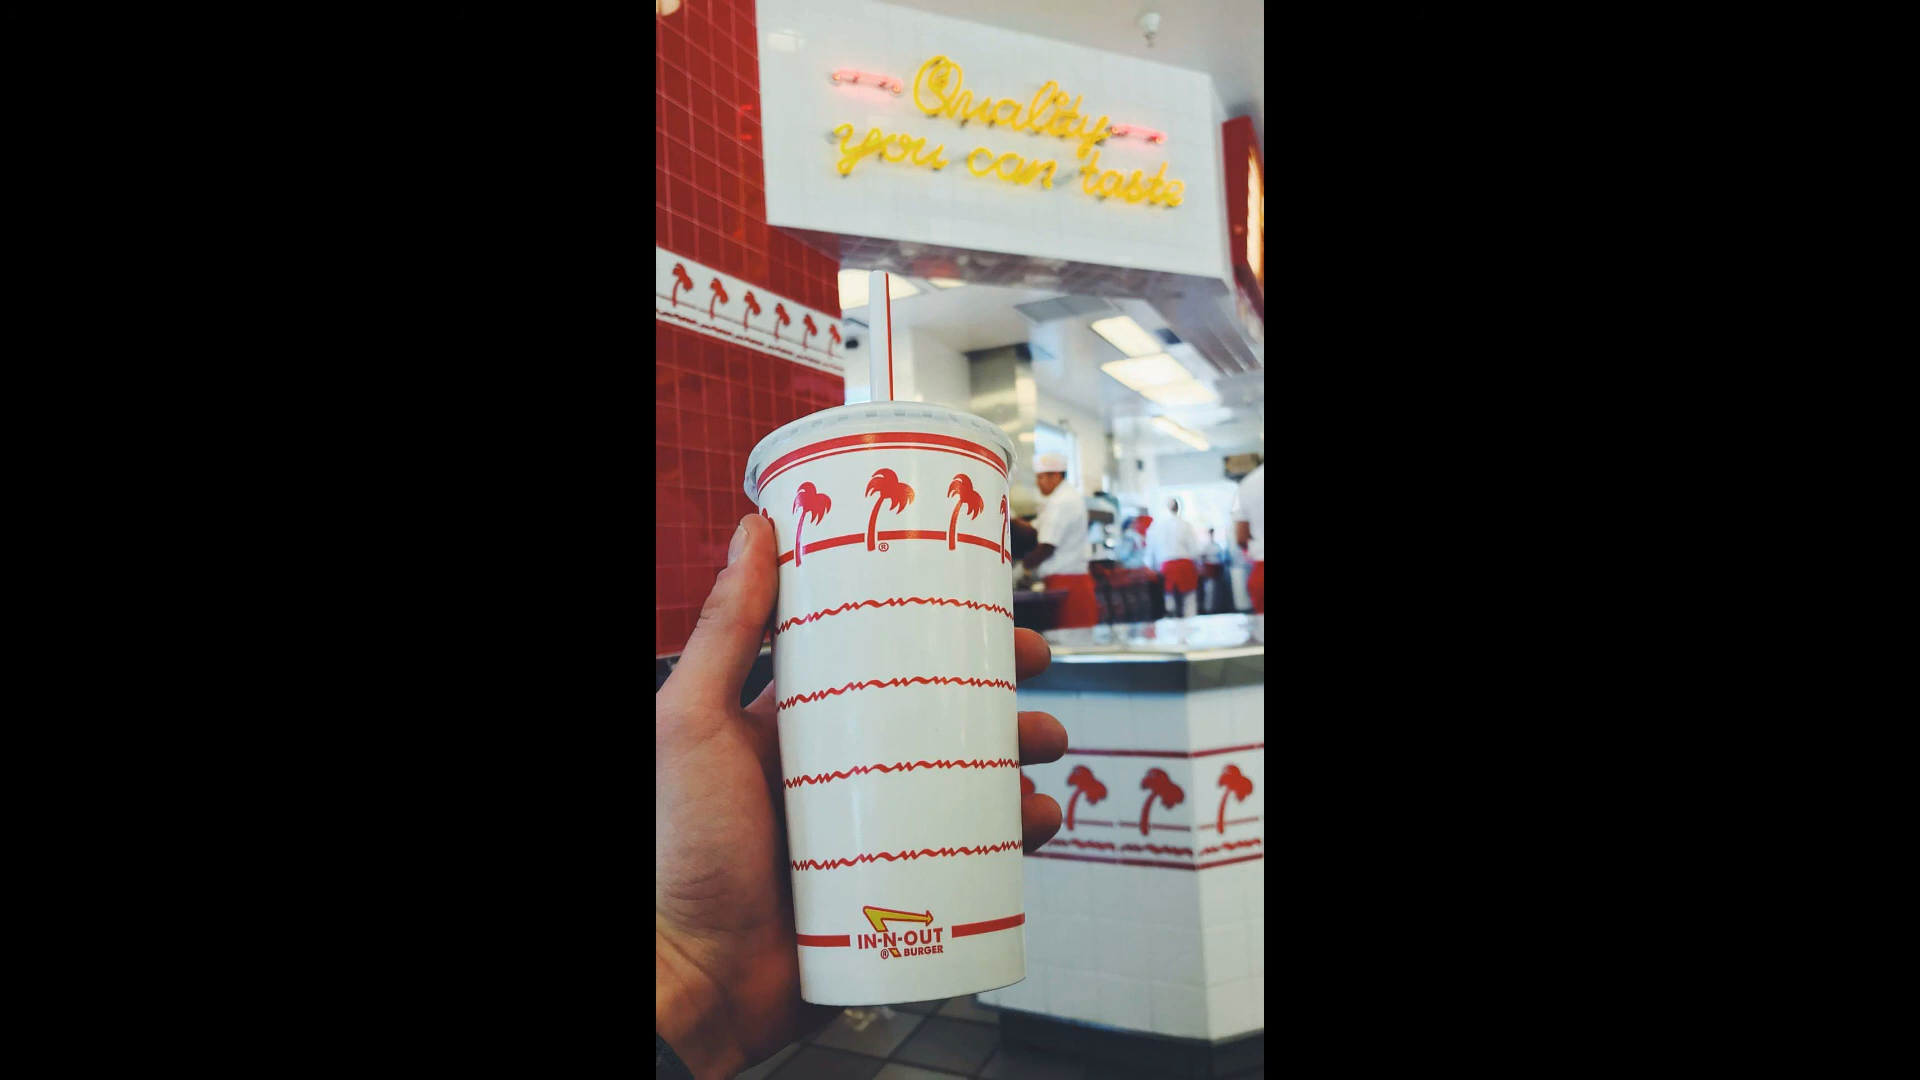 Quality
you can taste
®
IN-N-OUT
® BURGER